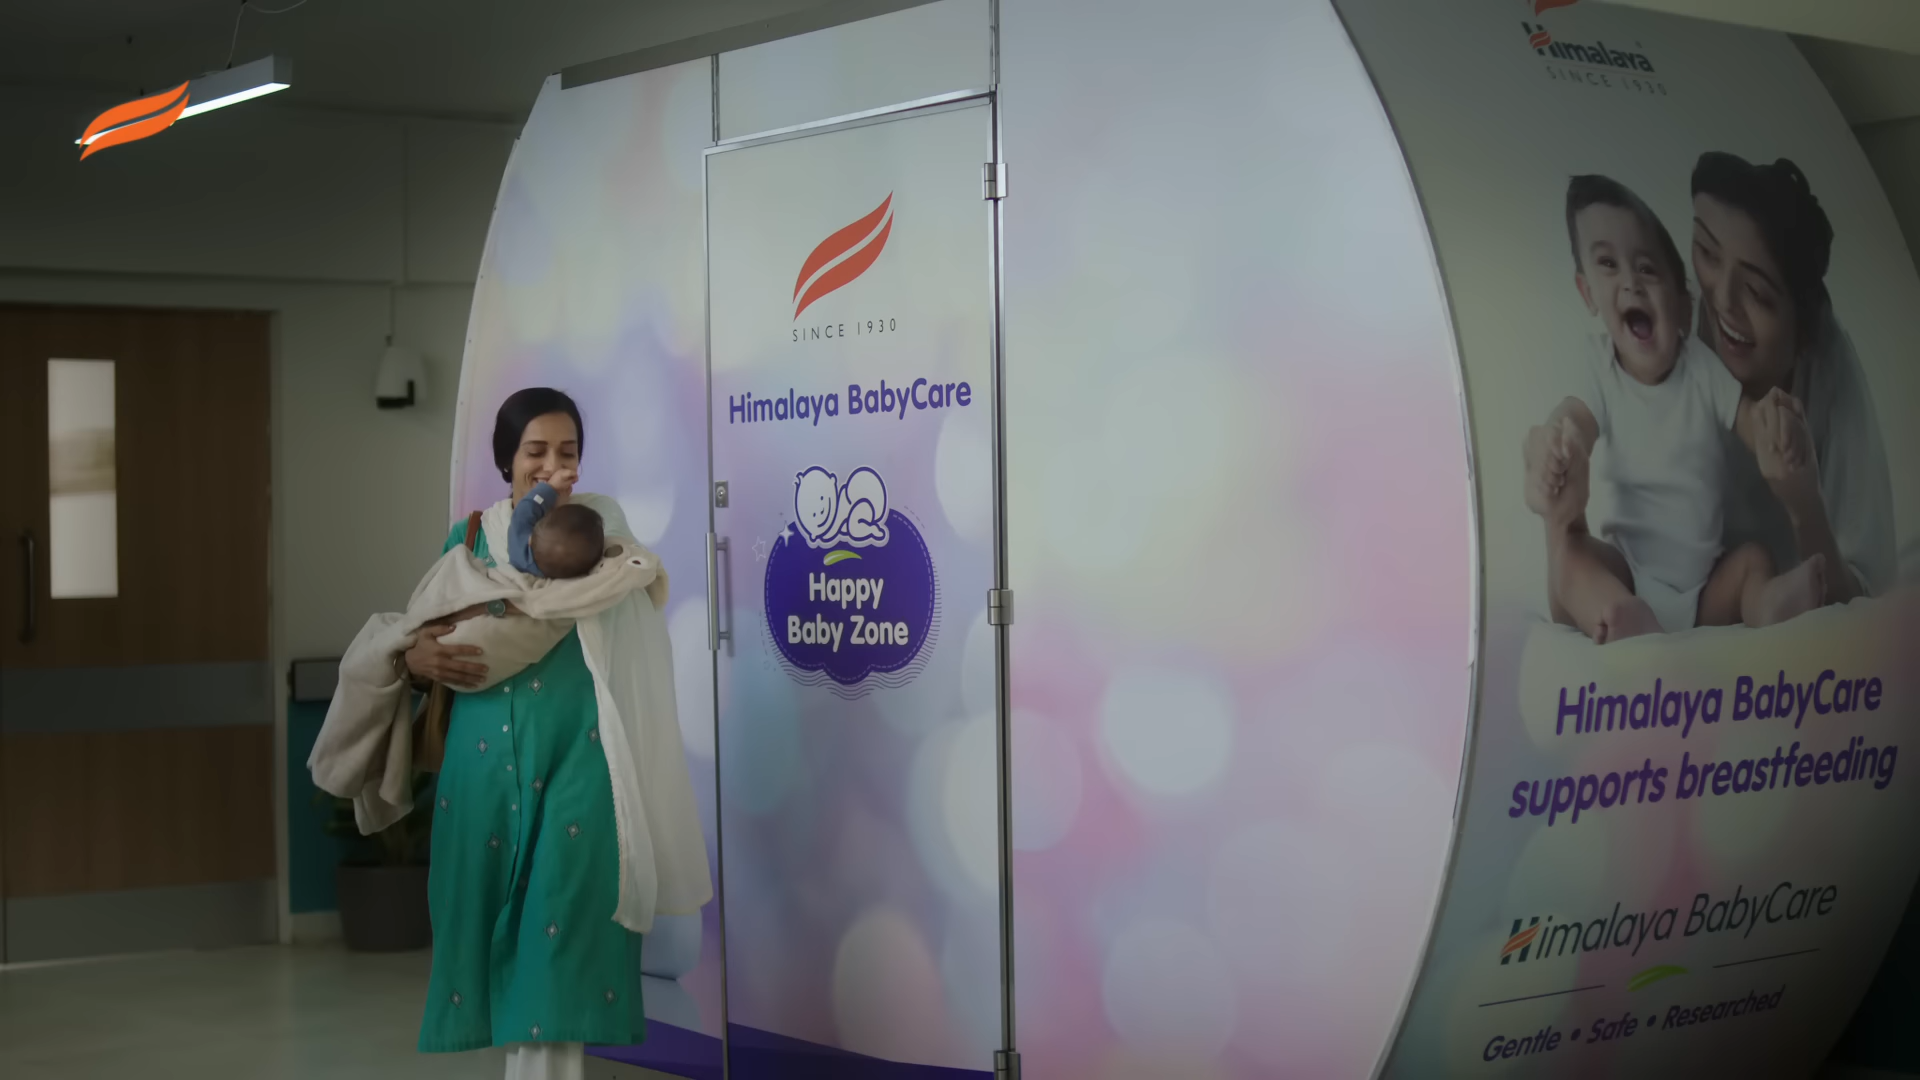 SINCE 1930
Himalaya BabyCare
Happy
Baby Zone
Himalaya
SINCE 1930
Himalaya BabyCare
supports breastfeeding
Himalaya BabyCare
Gentle • Safe • Researched